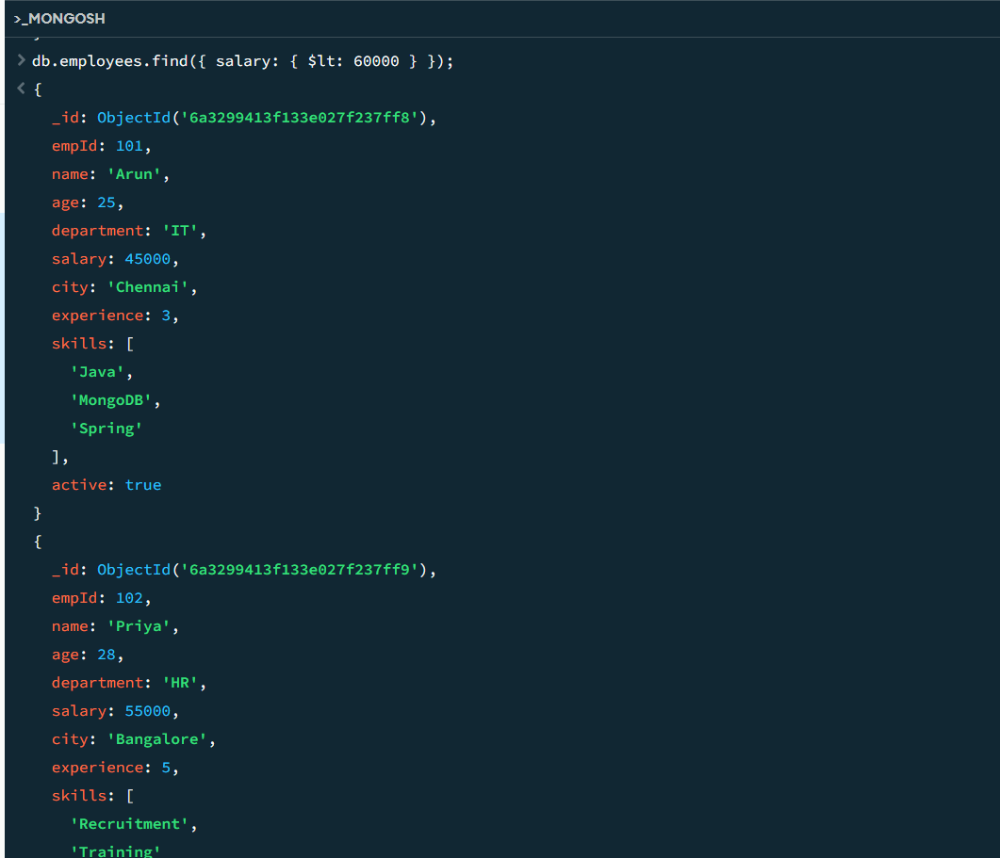 >_MONGOSH
> db.employees.find({ salary: { $lt: 60000 } });
< {
_id: ObjectId('6a3299413f133e027f237ff8'),
empId: 101,
name: 'Arun',
age: 25,
department: 'IT',
salary: 45000,
city: 'Chennai',
experience: 3,
skills: [
'Java',
'MongoDB',
'Spring'
],
active: true
}
{
_id: ObjectId('6a3299413f133e027f237ff9'),
empId: 102,
name: 'Priya',
age: 28,
department: 'HR',
salary: 55000,
city: 'Bangalore',
experience: 5,
skills: [
'Recruitment',
'Training'